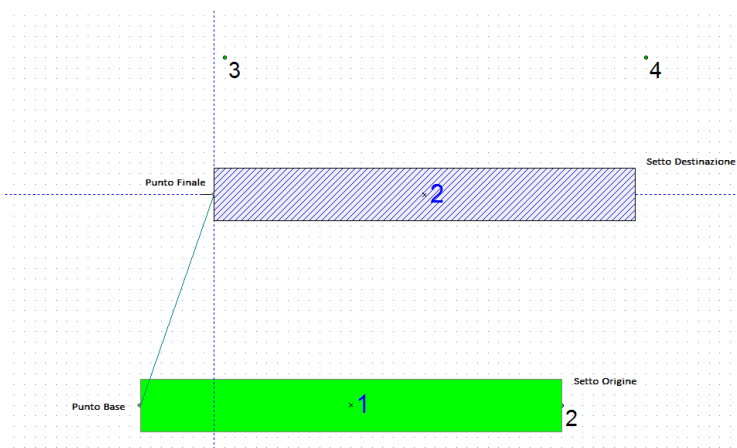 3
4
Setto Destinazione
Punto Finale
2
Setto Origine
1
Punto Base
2